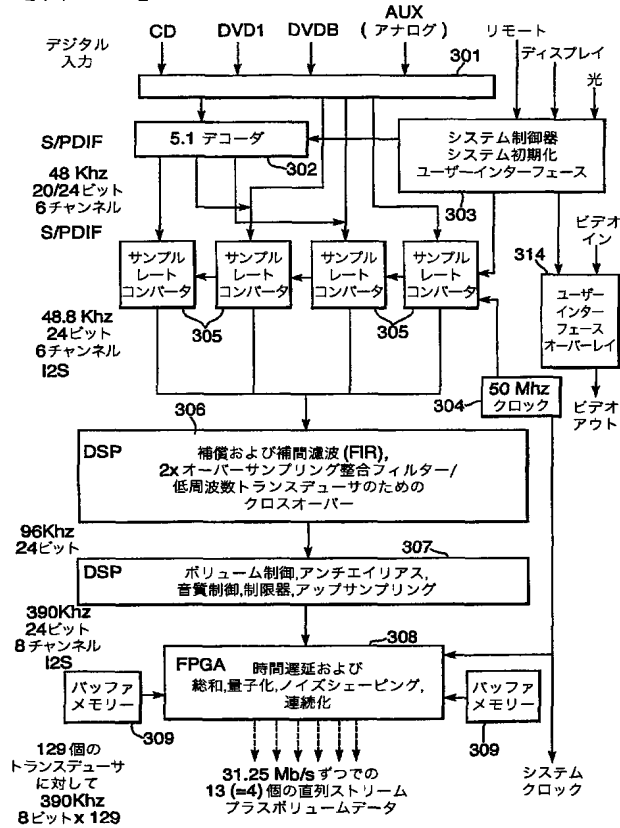 デジタル
入力
CD
DVD1
DVDB
AUX
( アナログ )
301
リモート
ディスプレイ
光
S/PDIF
5.1 デコーダ
302
システム制御器
システム初期化
ユーザーインターフェース
303
48 Khz
20/24ビット
6チャンネル
S/PDIF
サンプル
レート
コンバータ
サンプル
レート
コンバータ
サンプル
レート
コンバータ
サンプル
レート
コンバータ
305
305
ビデオ
イン
314
ユーザー
インター
フェース
オーバーレイ
48.8 Khz
24ビット
6チャンネル
I2S
304
50 Mhz
クロック
ビデオ
アウト
306
DSP
補償および補間濾波 (FIR),
2xオーバーサンプリング整合フィルター/
低周波数トランスデューサのための
クロスオーバー
96Khz
24ビット
307
DSP
ボリューム制御,アンチエイリアス,
音質制御,制限器,アップサンプリング
390Khz
24ビット
8チャンネル
I2S
308
FPGA
時間遅延および
総和,量子化,ノイズシェーピング,
連続化
バッファ
メモリー
309
バッファ
メモリー
309
129個の
トランスデューサ
に対して
390Khz
8ビットx 129
31.25 Mb/sずつでの
13 (=4) 個の直列ストリーム
プラスボリュームデータ
システム
クロック